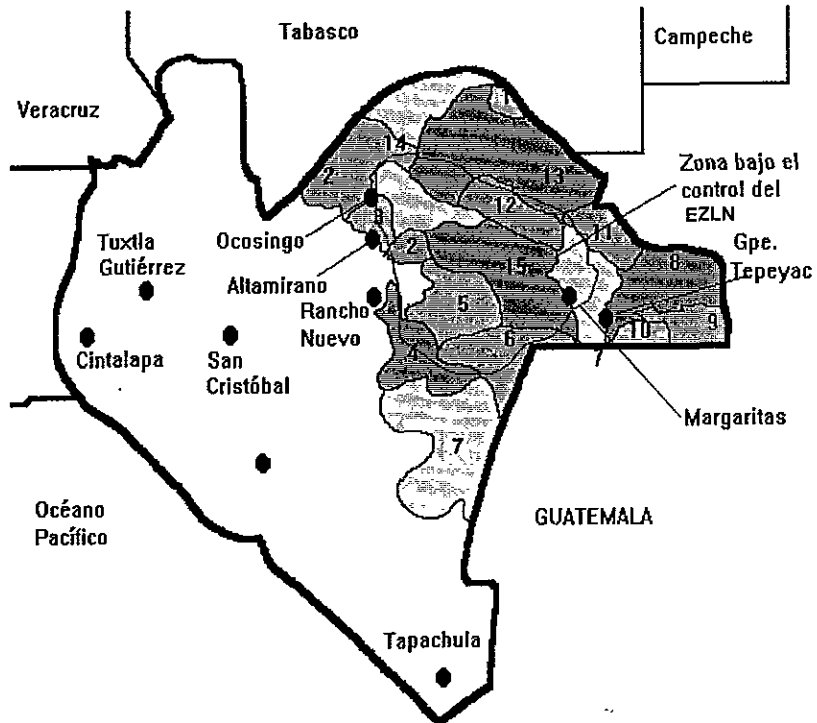 Tabasco
Campeche
Veracruz
Zona bajo el
control del
EZLN
Gpe.
Tepeyac
1
14
2
13
12
11
3
Ocosingo
2
15
8
Tuxtla
Gutiérrez
Altamirano
Rancho
Nuevo
5
9
10
6
4
7
Cintalapa
San
Cristóbal
Margaritas
7
Océano
Pacífico
GUATEMALA
Tapachula